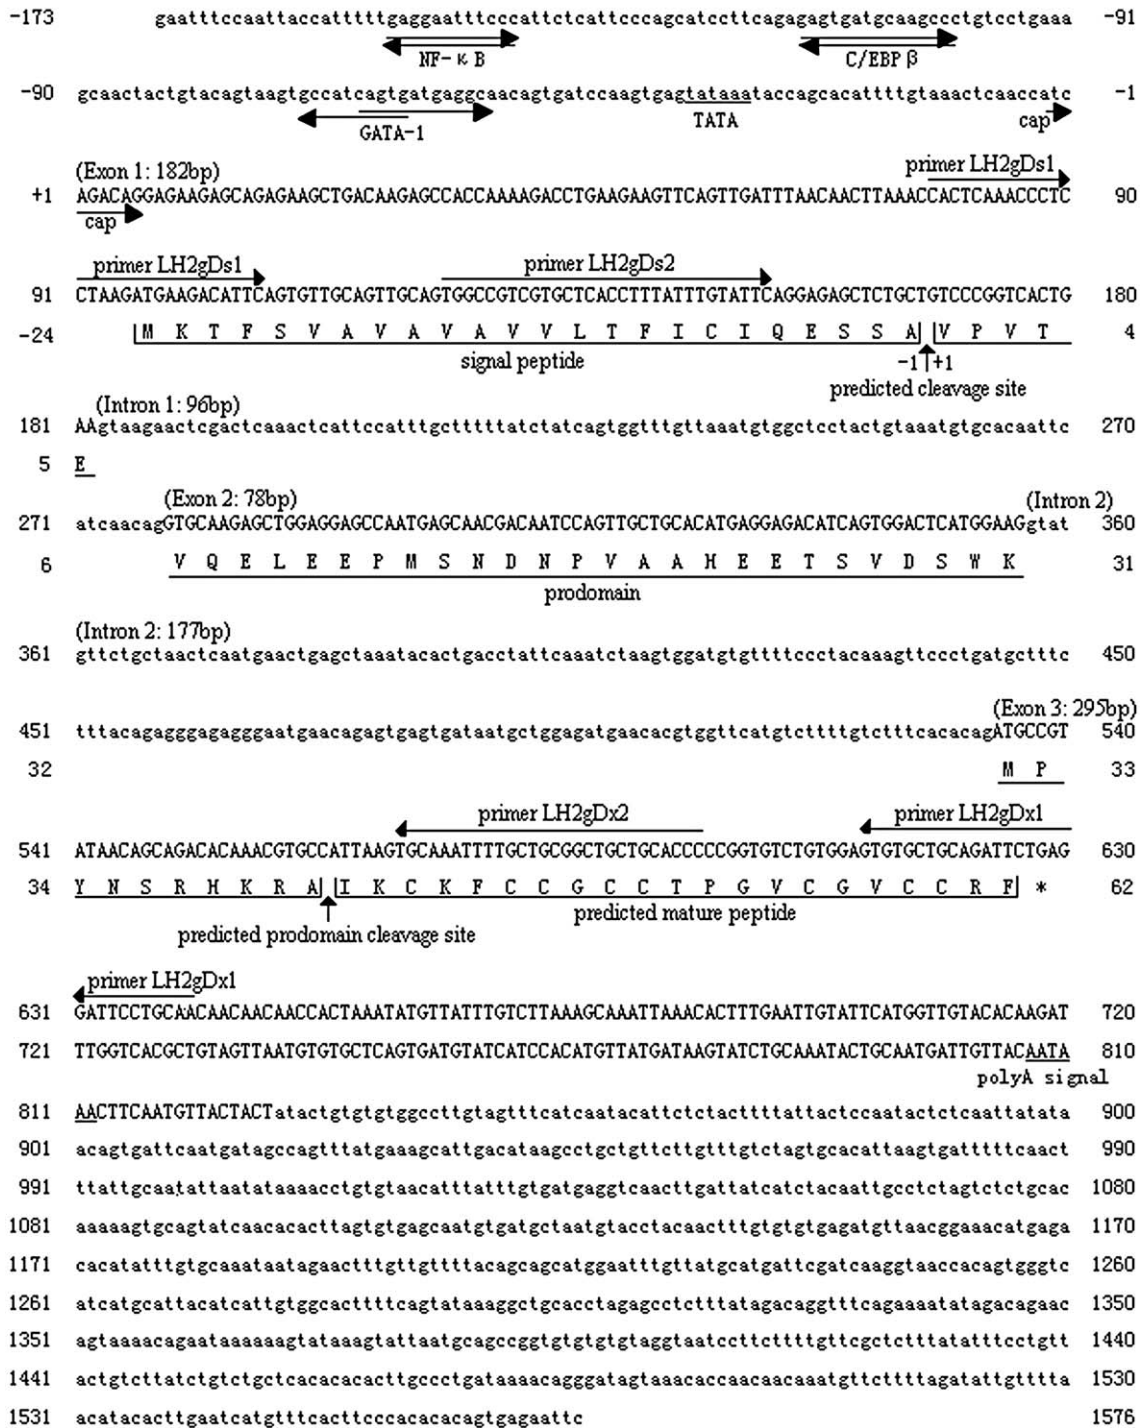 -173 gaatttccaattaccatttttgaggaatttcccattctcattcccagcatccttcagagagtgatgcaagccctgtcctgaaa -91
NF-κB C/EBPβ
-90 gcaactactgtacagtaagtgccatcagtgatgaggcaacagtgatccaagtgagtataaataccagcacattttgtaaactcaaccatc -1
GATA-1 TATA cap
(Exon 1: 182bp) primer LH2gDs1
+1 AGACAGGAGAAGAGCAGAGAAGCTGACAAGAGCCACCAAAAGACCTGAAGAAGTTCAGTTGATTTAACAACTTAAACCACTCAAACCCTC 90
cap
primer LH2gDs1 primer LH2gDs2
91 CTAAGATGAAGACATTCAGTGTTGCAGTTGCAGTGGCCGTCGTGCTCACCTTTATTTGTATTCAGGAGAGCTCTGCTGTCCCGGTCACTG 180
-24 M K T F S V A V A V A V V L T F I C I Q E S S A V P V T 4
signal peptide -1 +1
predicted cleavage site
(Intron 1: 96bp)
181 AAgtaagaactcgactcaaactcattccatttgctttttatctatcagtggtttgttaaatgtggctcctactgtaaatgtgcacaattc 270
5 E
(Exon 2: 78bp) (Intron 2)
271 atcaacagGTGCAAGAGCTGGAGGAGCCAATGAGCAACGACAATCCAGTTGCTGCACATGAGGAGACATCAGTGGACTCATGGAAGgtat 360
6 V Q E L E E P M S N D N P V A A H E E T S V D S W K 31
prodomain
(Intron 2: 177bp)
361 gttctgctaactcaatgaactgagctaaatacactgacctattcaaatctaagtggatgtgttttccctacaaagttccctgatgctttc 450
(Exon 3: 295bp)
451 tttacagagggagagggaatgaacagagtgagtgataatgctggagatgaacacgtggttcatgtcttttgtctttcacacagATGCCGT 540
32 M P 33
primer LH2gDx2 primer LH2gDx1
541 ATAACAGCAGACACAAACGTGCCATTAAGTGCAAATTTTGCTGCGGCTGCTGCACCCCCGGTGTCTGTGGAGTGTGCTGCAGATTCTGAG 630
34 Y N S R H K R A I K C K F C C G C C T P G V C G V C C R F * 62
predicted mature peptide
predicted prodomain cleavage site
primer LH2gDx1
631 GATTCCTGCAACAACAACAACCACTAAATATGTTATTTGTCTTAAAGCAAATTAAACACTTTGAATTGTATTCATGGTTGTACACAAGAT 720
721 TTGGTCACGCTGTAGTTAATGTGTGCTCAGTGATGTATCATCCACATGTTATGATAAGTATCTGCAAATACTGCAATGATTGTTACAATA 810
polyA signal
811 AACTTCAATGTTACTACTatactgtgtgtggccttgtagtttcatcaatacattctctacttttattactccaatactctcaattatata 900
901 acagtgattcaatgatagccagtttatgaaagcattgacataagcctgctgttcttgtttgtctagtgcacattaagtgatttttcaact 990
991 ttattgcaatattaatataaaacctgtgtaacatttatttgtgatgaggtcaacttgattatcatctacaattgcctctagtctctgcac 1080
1081 aaaaagtgcagtatcaacacacttagtgtgagcaatgtgatgctaatgtacctacaactttgtgtgtgagatgttaacggaaacatgaga 1170
1171 cacatatttgtgcaaataatagaactttgttgttttacagcagcatggaatttgttatgcatgattcgatcaaggtaaccacagtgggtc 1260
1261 atcatgcattacatcattgtggcacttttcagtataaaggctgcacctagagcctctttatagacaggtttcagaaaatatagacagaac 1350
1351 agtaaaacagaataaaaaagtataaagtattaatgcagccggtgtgtgtgtaggtaatccttcttttgttcgctctttatatttcctgtt 1440
1441 actgtcttatctgtctgctcacacacacttgccctgataaaacagggatagtaaacaccaacaacaaatgttcttttagatattgtttta 1530
1531 acatacacttgaatcatgtttcacttcccacacacagtgagaattc 1576